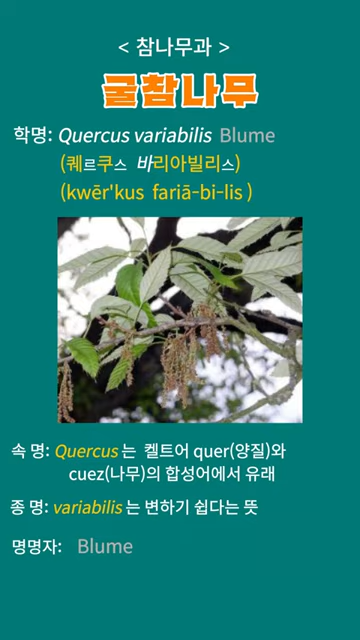 < 참나무과 >
굴참나무
학명: Quercus variabilis Blume
(퀘르쿠스 바리아빌리스)
(kwēr'kus fariā-bi-lis )
속 명: Quercus 는 켈트어 quer(양질)와
cuez(나무)의 합성어에서 유래
종 명: variabilis 는 변하기 쉽다는 뜻
명명자: Blume